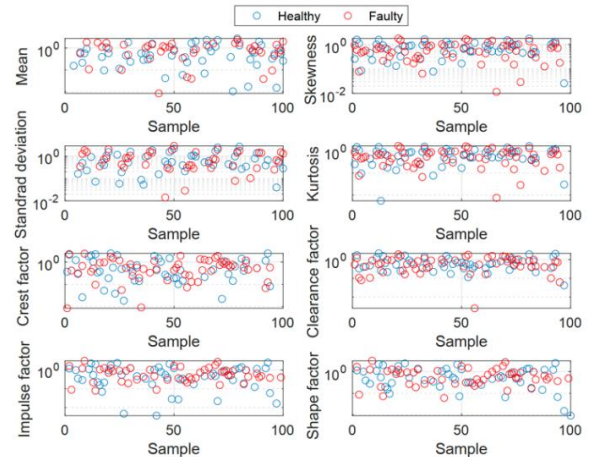 Healthy Faulty
Mean
10^0
0 50 100
Sample
Skewness
10^0
10^-2
0 50 100
Sample
Standrad deviation
10^0
10^-2
0 50 100
Sample
Kurtosis
10^0
0 50 100
Sample
Crest factor
10^0
0 50 100
Sample
Clearance factor
10^0
0 50 100
Sample
Impulse factor
10^0
0 50 100
Sample
Shape factor
10^0
0 50 100
Sample